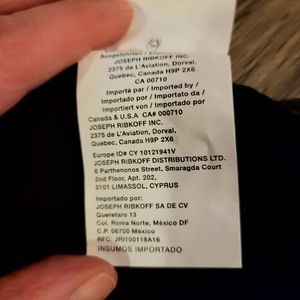 JOSEPH RIBKOFF INC.
2375 de L'Aviation, Dorval,
Quebec, Canada H9P 2X6
CA 00710
Importé par / Imported by /
Importado por / Importato da /
Importiert von / Importado por
Canada & U.S.A CA# 000710
JOSEPH RIBKOFF INC.
2375 de L'Aviation, Dorval,
Quebec, Canada H9P 2X6
Europe ID# CY 10121941V
JOSEPH RIBKOFF DISTRIBUTIONS LTD.
6 Parthenonos Street, Smaragda Court
2nd Floor, Apt. 202,
3101 LIMASSOL, CYPRUS
Importado por:
JOSEPH RIBKOFF SA DE CV
Queretaro 13
Col. Roma Norte, México DF
C.P. 06700 México
RFC: JRI100118A16
INSUMOS IMPORTADO